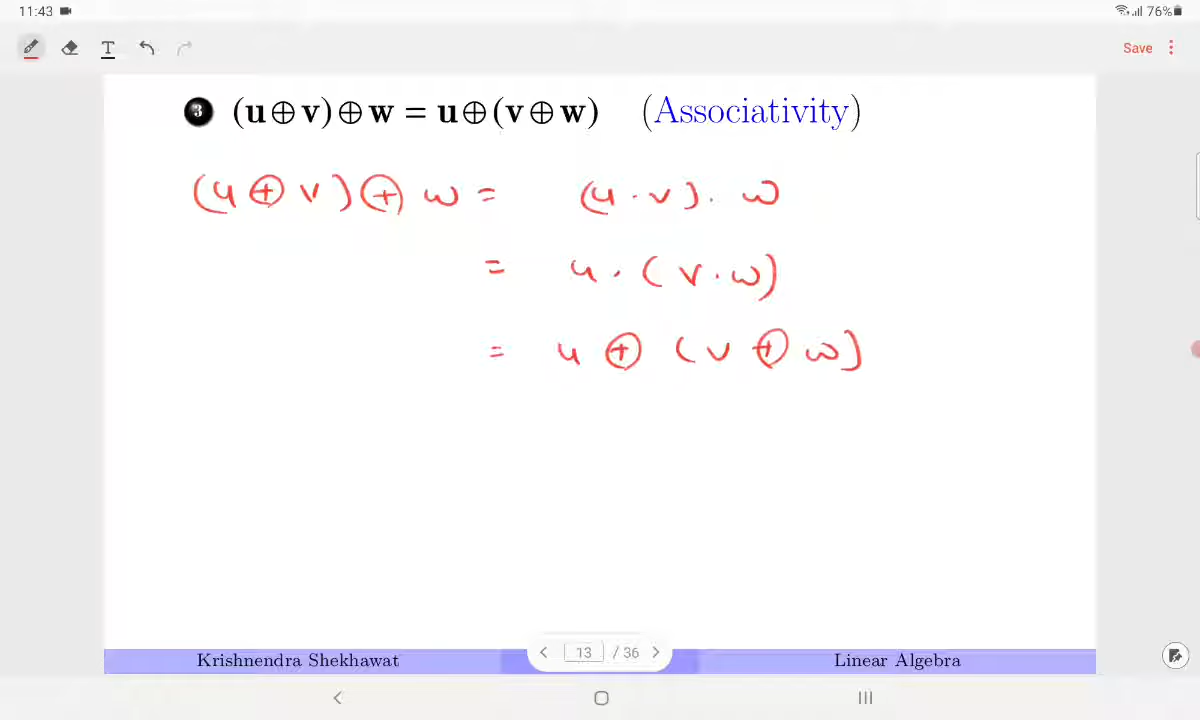 11:43 76%
T Save
3 (u⊕v)⊕w = u⊕(v⊕w) (Associativity)
(u ⊕ v) ⊕ w = (u . v) . w
= u . (v . w)
= u ⊕ (v ⊕ w)
Krishnendra Shekhawat < 13 / 36 > Linear Algebra